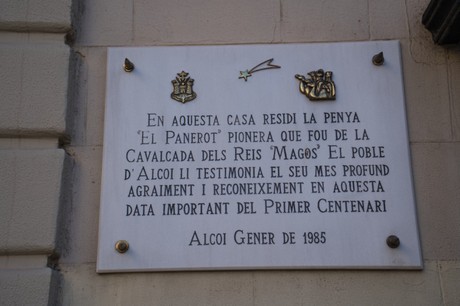 En aquesta casa residí la penya
"El Panerot" pionera que fou de la
Cavalcada dels Reis "Magos" El poble
d'Alcoi li testimonia el seu mes profund
agraiment i reconeixement en aquesta
data important del Primer Centenari
Alcoi Gener de 1985